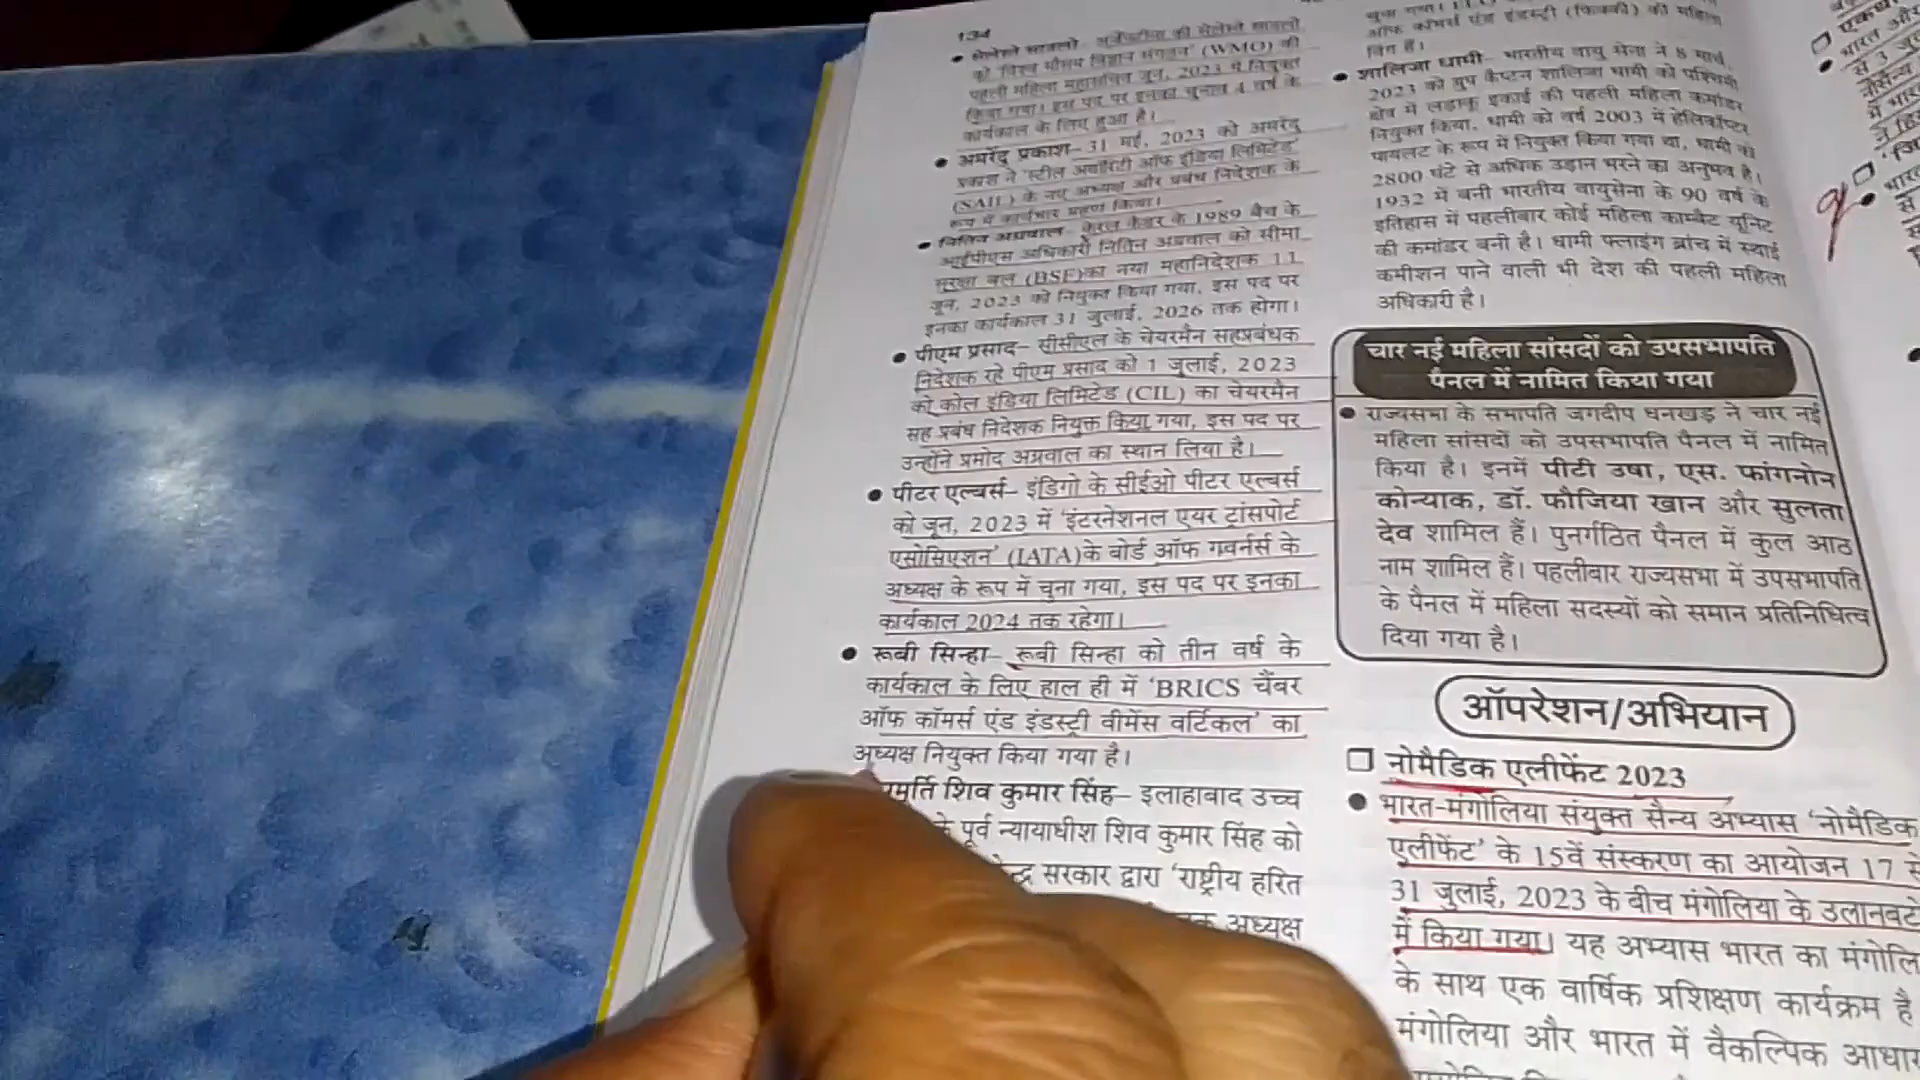 134
• सेलेस्ते साउलो– अर्जेन्टीना की सेलेस्ते साउलो
को 'विश्व मौसम विज्ञान संगठन' (WMO) की
पहली महिला महासचिव जून, 2023 में नियुक्त
किया गया। इस पद पर इनका चुनाव 4 वर्ष के
कार्यकाल के लिए हुआ है।
• अमरेंदु प्रकाश– 31 मई, 2023 को अमरेंदु
प्रकाश ने 'स्टील अथॉरिटी ऑफ इंडिया लिमिटेड'
(SAIL) के नए अध्यक्ष और प्रबंध निदेशक के
रूप में कार्यभार ग्रहण किया।
• नितिन अग्रवाल– केरल कैडर के 1989 बैच के
आईपीएस अधिकारी नितिन अग्रवाल को सीमा
सुरक्षा बल (BSF)का नया महानिदेशक 11
जून, 2023 को नियुक्त किया गया, इस पद पर
इनका कार्यकाल 31 जुलाई, 2026 तक होगा।
• पीएम प्रसाद– सीसीएल के चेयरमैन सहप्रबंधक
निदेशक रहे पीएम प्रसाद को 1 जुलाई, 2023
को कोल इंडिया लिमिटेड (CIL) का चेयरमैन
सह प्रबंध निदेशक नियुक्त किया गया, इस पद पर
उन्होंने प्रमोद अग्रवाल का स्थान लिया है।
• पीटर एल्बर्स– इंडिगो के सीईओ पीटर एल्बर्स
को जून, 2023 में 'इंटरनेशनल एयर ट्रांसपोर्ट
एसोसिएशन' (IATA)के बोर्ड ऑफ गवर्नर्स के
अध्यक्ष के रूप में चुना गया, इस पद पर इनका
कार्यकाल 2024 तक रहेगा।
• रूबी सिन्हा– रूबी सिन्हा को तीन वर्ष के
कार्यकाल के लिए हाल ही में 'BRICS चैंबर
ऑफ कॉमर्स एंड इंडस्ट्री वीमेंस वर्टिकल' का
अध्यक्ष नियुक्त किया गया है।
शिव कुमार सिंह– इलाहाबाद उच्च
के पूर्व न्यायाधीश शिव कुमार सिंह को
सरकार द्वारा 'राष्ट्रीय हरित
अध्यक्ष
ऑफ कॉमर्स एंड इंडस्ट्री (फिक्की) की महिला
विंग है।
• शालिजा धामी– भारतीय वायु सेना ने 8 मार्च,
2023 को ग्रुप कैप्टन शालिजा धामी को पश्चिमी
क्षेत्र में लड़ाकू इकाई की पहली महिला कमांडर
नियुक्त किया, धामी को वर्ष 2003 में हेलिकॉप्टर
पायलट के रूप में नियुक्त किया गया था, धामी को
2800 घंटे से अधिक उड़ान भरने का अनुभव है।
1932 में बनी भारतीय वायुसेना के 90 वर्ष के
इतिहास में पहलीबार कोई महिला काम्बैट यूनिट
की कमांडर बनी है। धामी फ्लाइंग ब्रांच में स्थाई
कमीशन पाने वाली भी देश की पहली महिला
अधिकारी है।
चार नई महिला सांसदों को उपसभापति
पैनल में नामित किया गया
• राज्यसभा के सभापति जगदीप धनखड़ ने चार नई
महिला सांसदों को उपसभापति पैनल में नामित
किया है। इनमें पीटी उषा, एस. फांगनोन
कोन्याक, डॉ. फौजिया खान और सुलता
देव शामिल हैं। पुनर्गठित पैनल में कुल आठ
नाम शामिल हैं। पहलीबार राज्यसभा में उपसभापति
के पैनल में महिला सदस्यों को समान प्रतिनिधित्व
दिया गया है।
ऑपरेशन/अभियान
□ नोमैडिक एलीफेंट 2023
• भारत-मंगोलिया संयुक्त सैन्य अभ्यास 'नोमैडिक
एलीफेंट' के 15वें संस्करण का आयोजन 17 से
31 जुलाई, 2023 के बीच मंगोलिया के उलानबटो
में किया गया। यह अभ्यास भारत का मंगोलि
के साथ एक वार्षिक प्रशिक्षण कार्यक्रम है
मंगोलिया और भारत में वैकल्पिक आधार